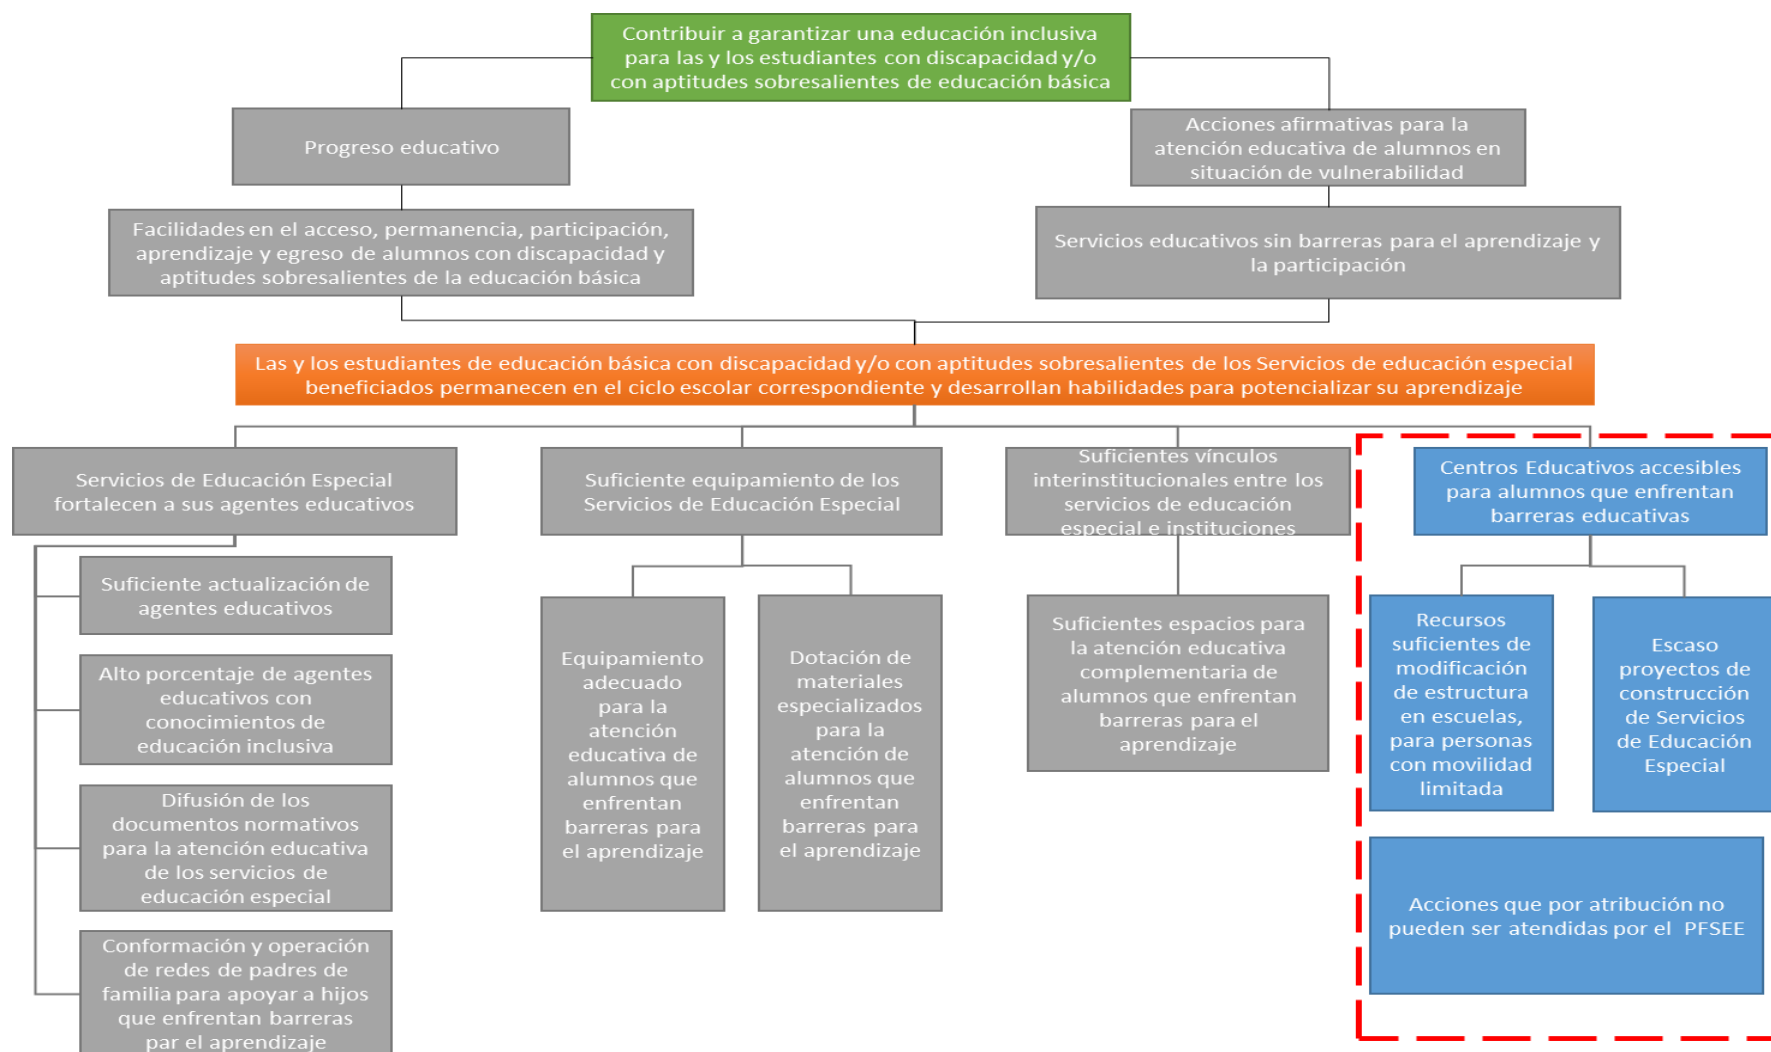 Contribuir a garantizar una educación inclusiva
para las y los estudiantes con discapacidad y/o
con aptitudes sobresalientes de educación básica
Progreso educativo
Acciones afirmativas para la
atención educativa de alumnos en
situación de vulnerabilidad
Facilidades en el acceso, permanencia, participación,
aprendizaje y egreso de alumnos con discapacidad y
aptitudes sobresalientes de la educación básica
Servicios educativos sin barreras para el aprendizaje y
la participación
Las y los estudiantes de educación básica con discapacidad y/o con aptitudes sobresalientes de los Servicios de educación especial
beneficiados permanecen en el ciclo escolar correspondiente y desarrollan habilidades para potencializar su aprendizaje
Servicios de Educación Especial
fortalecen a sus agentes educativos
Suficiente actualización de
agentes educativos
Alto porcentaje de agentes
educativos con
conocimientos de
educación inclusiva
Difusión de los
documentos normativos
para la atención educativa
de los servicios de
educación especial
Conformación y operación
de redes de padres de
familia para apoyar a hijos
que enfrentan barreras
par el aprendizaje
Suficiente equipamiento de los
Servicios de Educación Especial
Equipamiento
adecuado
para la
atención
educativa de
alumnos que
enfrentan
barreras para
el aprendizaje
Dotación de
materiales
especializados
para la
atención de
alumnos que
enfrentan
barreras para
el aprendizaje
Suficientes vínculos
interinstitucionales entre los
servicios de educación
especial e instituciones
Suficientes espacios para
la atención educativa
complementaria de
alumnos que enfrentan
barreras para el
aprendizaje
Centros Educativos accesibles
para alumnos que enfrentan
barreras educativas
Recursos
suficientes de
modificación
de estructura
en escuelas,
para personas
con movilidad
limitada
Escaso
proyectos de
construcción
de Servicios
de Educación
Especial
Acciones que por atribución no
pueden ser atendidas por el PFSEE